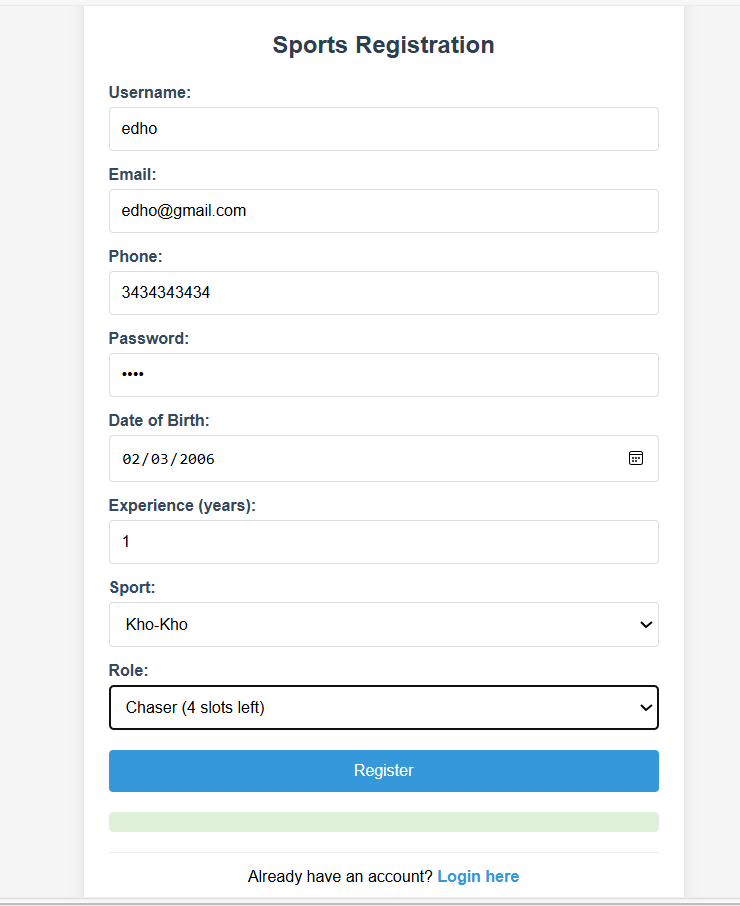 Sports Registration
Username:
edho
Email:
edho@gmail.com
Phone:
3434343434
Password:
••••
Date of Birth:
02/03/2006
Experience (years):
1
Sport:
Kho-Kho
Role:
Chaser (4 slots left)
Register
Already have an account? Login here